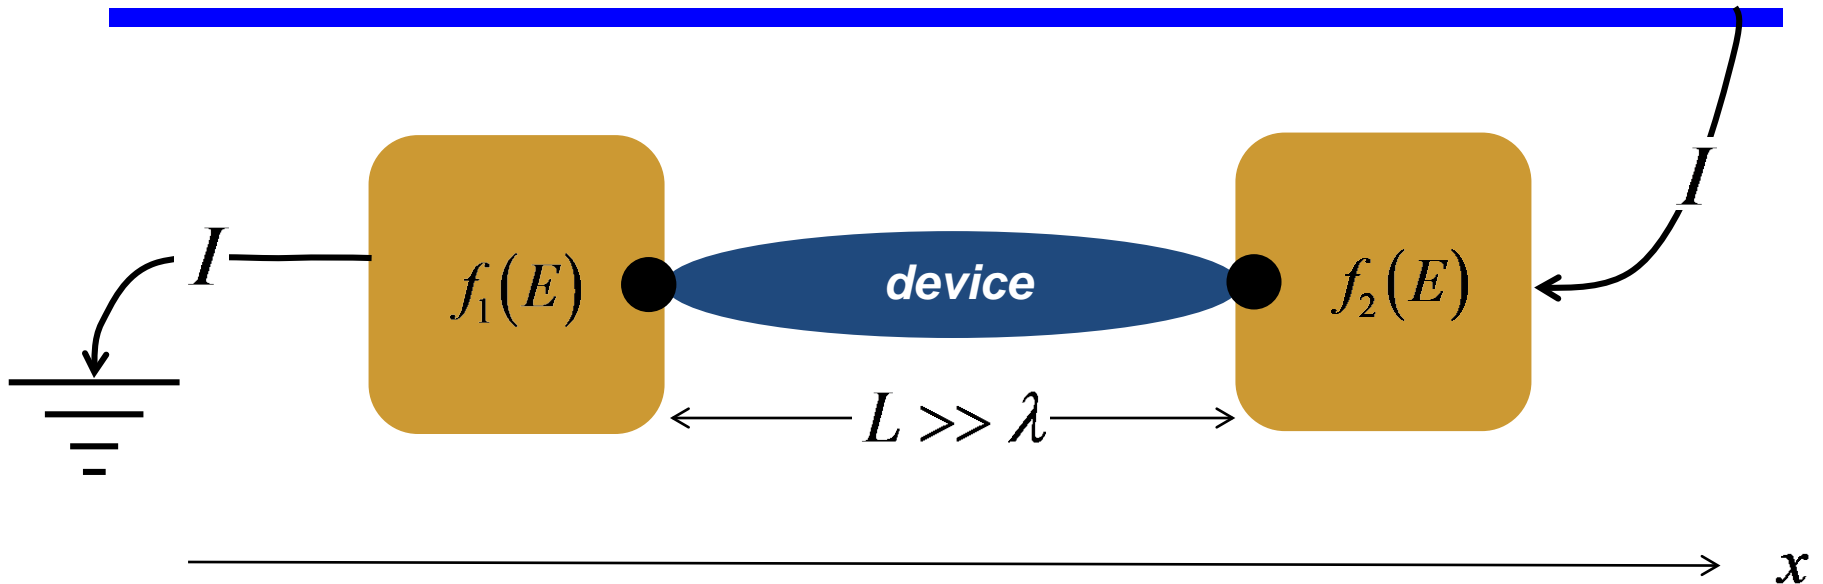 I
I
f₁(E)
device
f₂(E)
L >> λ
x